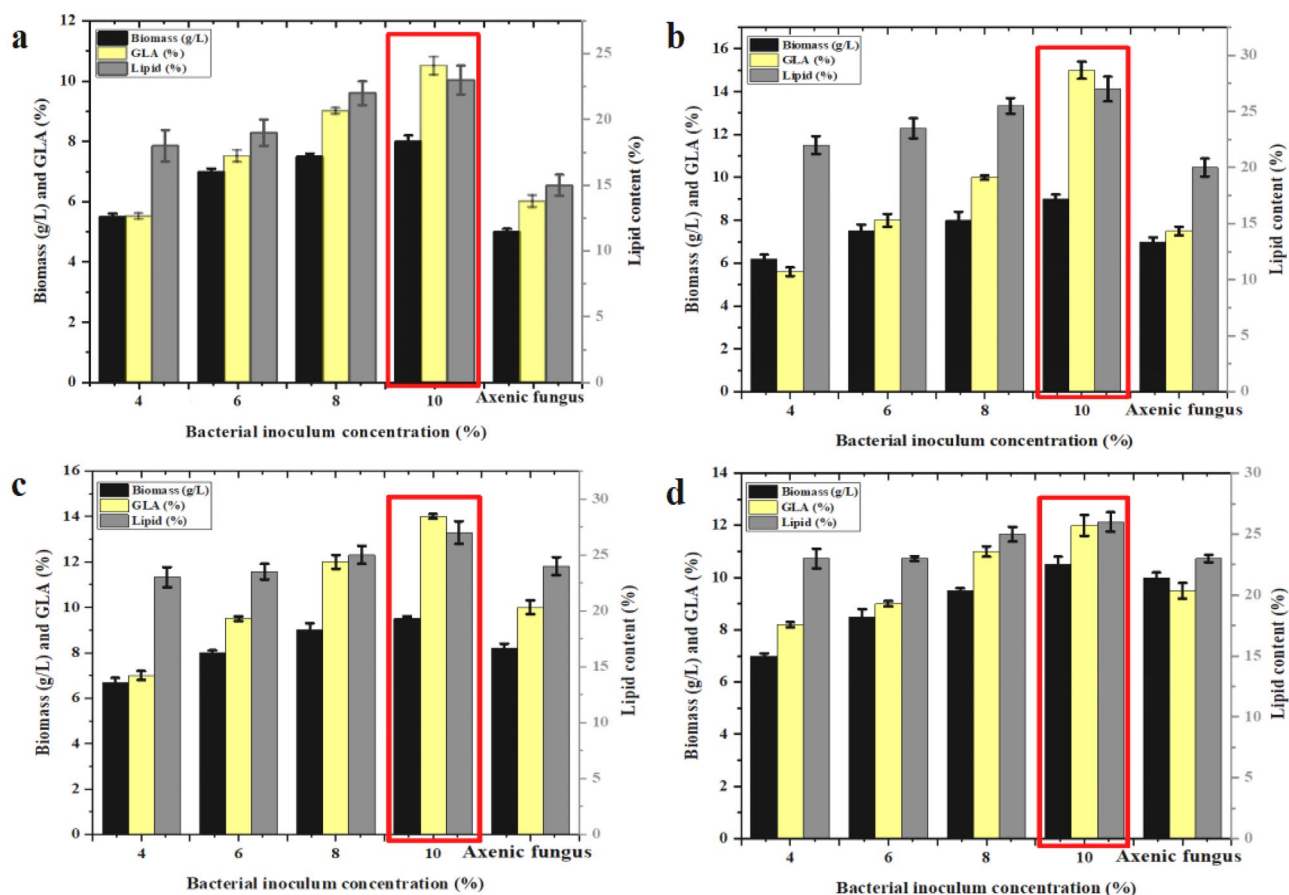 a
Biomass (g/L)
GLA (%)
Lipid (%)
12
10
8
6
4
2
0
Biomass (g/L) and GLA (%)
25
20
15
10
5
0
Lipid content (%)
4 6 8 10 Axenic fungus
Bacterial inoculum concentration (%)
b
Biomass (g/L)
GLA (%)
Lipid (%)
16
14
12
10
8
6
4
2
0
Biomass (g/L) and GLA (%)
30
25
20
15
10
5
0
Lipid content (%)
4 6 8 10 Axenic fungus
Bacterial inoculum concentration (%)
c
Biomass (g/L)
GLA (%)
Lipid (%)
16
14
12
10
8
6
4
2
0
Biomass (g/L) and GLA (%)
30
25
20
15
10
5
0
Lipid content (%)
4 6 8 10 Axenic fungus
Bacterial inoculum concentration (%)
d
Biomass (g/L)
GLA (%)
Lipid (%)
14
12
10
8
6
4
2
0
Biomass (g/L) and GLA (%)
30
25
20
15
10
5
0
Lipid content (%)
4 6 8 10 Axenic fungus
Bacterial inoculum concentration (%)